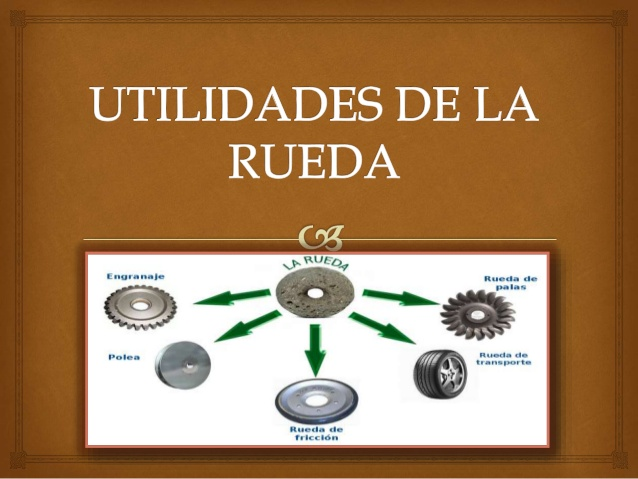 UTILIDADES DE LA
RUEDA
LA RUEDA
Engranaje
Rueda de
palas
Polea
Rueda de
transporte
Rueda de
fricción